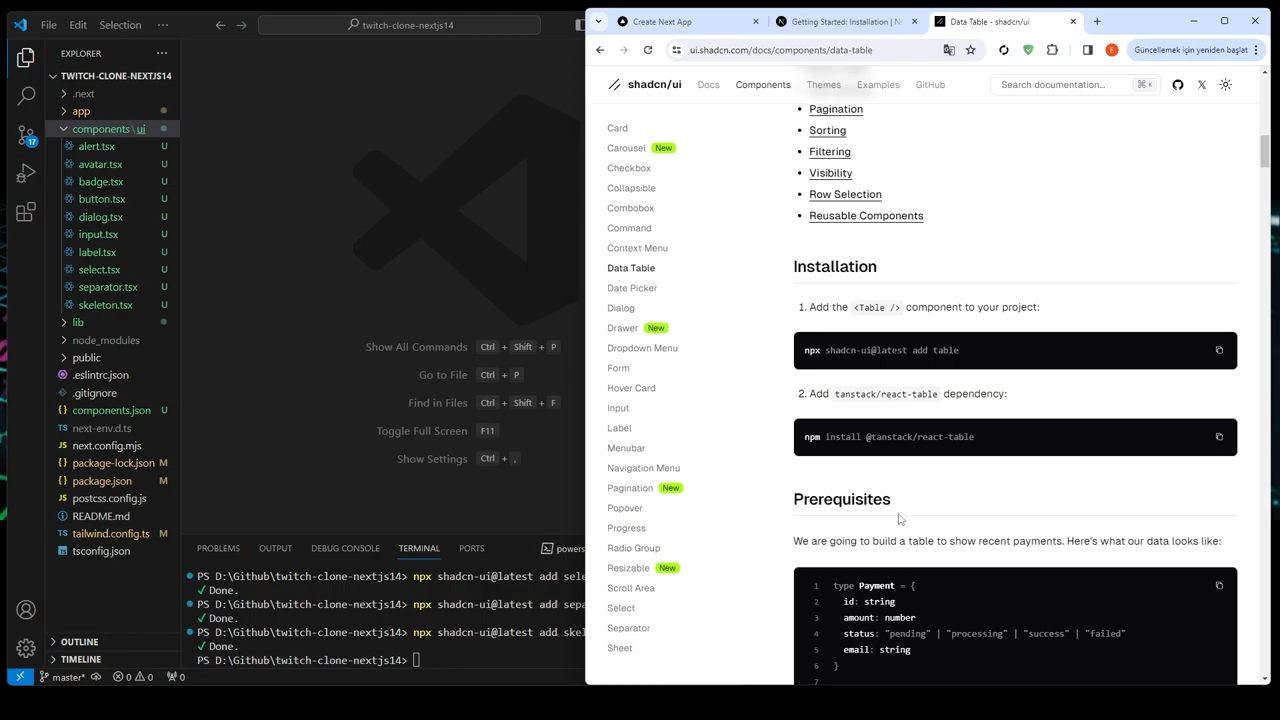 File Edit Selection ···
twitch-clone-nextjs14
EXPLORER ···
TWITCH-CLONE-NEXTJS14
.next
app
components \ ui
alert.tsx U
avatar.tsx U
badge.tsx U
button.tsx U
dialog.tsx U
input.tsx U
label.tsx U
select.tsx U
separator.tsx U
skeleton.tsx U
lib
node_modules
public
.eslintrc.json
.gitignore
components.json U
next-env.d.ts
next.config.mjs
package-lock.json M
package.json M
postcss.config.js
README.md
tailwind.config.ts M
tsconfig.json
OUTLINE
TIMELINE
17
Show All Commands Ctrl + Shift + P
Go to File Ctrl + P
Find in Files Ctrl + Shift + F
Toggle Full Screen F11
Show Settings Ctrl + ,
PROBLEMS OUTPUT DEBUG CONSOLE TERMINAL PORTS powers
PS D:\Github\twitch-clone-nextjs14> npx shadcn-ui@latest add sele
✓ Done.
PS D:\Github\twitch-clone-nextjs14> npx shadcn-ui@latest add sepa
✓ Done.
PS D:\Github\twitch-clone-nextjs14> npx shadcn-ui@latest add skel
✓ Done.
PS D:\Github\twitch-clone-nextjs14>
master* 0 0 0
Create Next App
Getting Started: Installation | Ne
Data Table - shadcn/ui
ui.shadcn.com/docs/components/data-table
E
Güncellemek için yeniden başlat
shadcn/ui Docs Components Themes Examples GitHub
Search documentation... ⌘ K
Card
Carousel New
Checkbox
Collapsible
Combobox
Command
Context Menu
Data Table
Date Picker
Dialog
Drawer New
Dropdown Menu
Form
Hover Card
Input
Label
Menubar
Navigation Menu
Pagination New
Popover
Progress
Radio Group
Resizable New
Scroll Area
Select
Separator
Sheet
• Pagination
• Sorting
• Filtering
• Visibility
• Row Selection
• Reusable Components
Installation
1. Add the <Table /> component to your project:
npx shadcn-ui@latest add table
2. Add tanstack/react-table dependency:
npm install @tanstack/react-table
Prerequisites
We are going to build a table to show recent payments. Here's what our data looks like:
1 type Payment = {
2 id: string
3 amount: number
4 status: "pending" | "processing" | "success" | "failed"
5 email: string
6 }
7